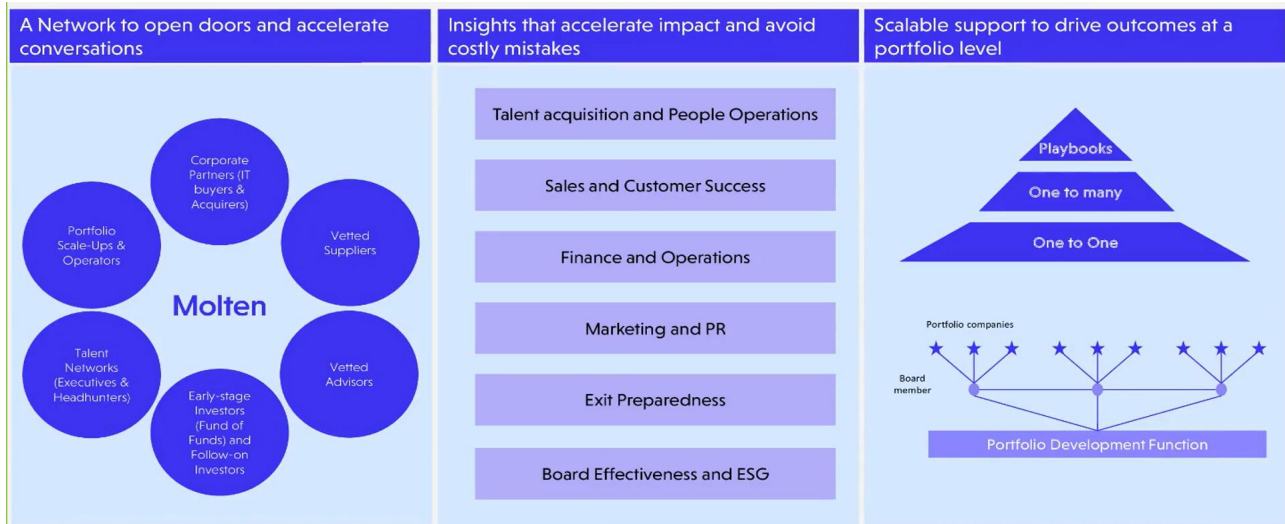 A Network to open doors and accelerate
conversations
Corporate
Partners (IT
buyers &
Acquirers)
Portfolio
Scale-Ups &
Operators
Vetted
Suppliers
Molten
Talent
Networks
(Executives &
Headhunters)
Vetted
Advisors
Early-stage
Investors
(Fund of
Funds) and
Follow-on
Investors
Insights that accelerate impact and avoid
costly mistakes
Talent acquisition and People Operations
Sales and Customer Success
Finance and Operations
Marketing and PR
Exit Preparedness
Board Effectiveness and ESG
Scalable support to drive outcomes at a
portfolio level
Playbooks
One to many
One to One
Portfolio companies
Board
member
Portfolio Development Function